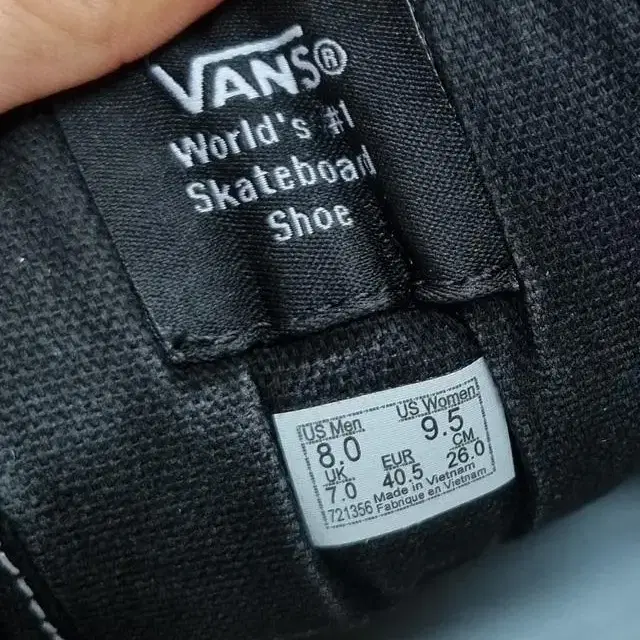 VANS®
World's #1
Skateboard
Shoe
US Men US Women
8.0 9.5
UK EUR CM
7.0 40.5 26.0
721356 Made in Vietnam
Fabriqué en Vietnam